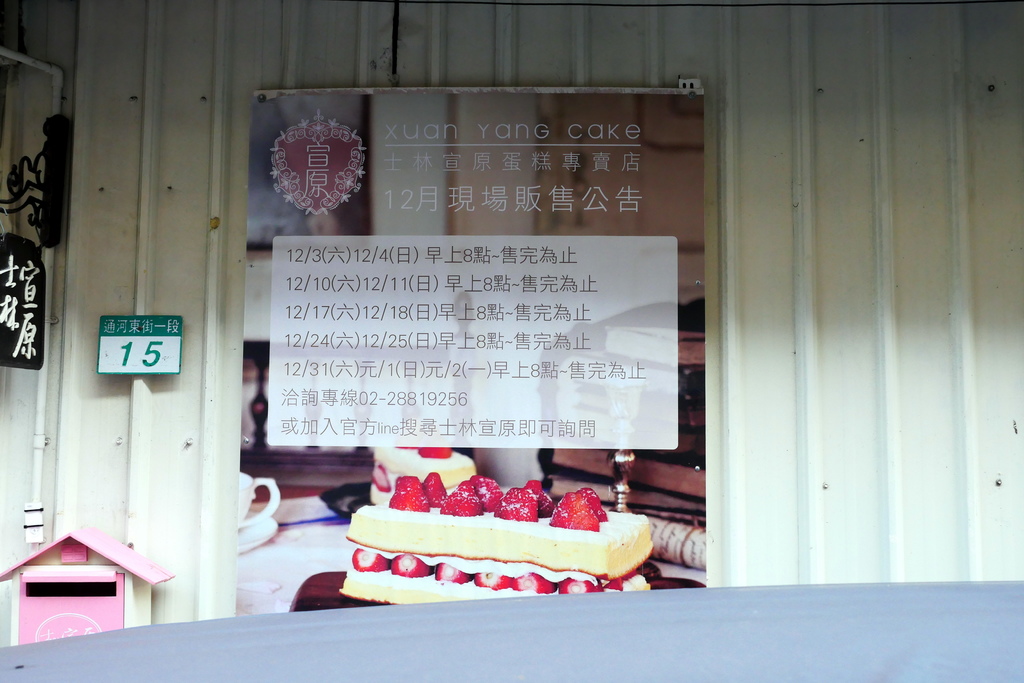 宣原
xuan yang cake
士林宣原蛋糕專賣店
12月現場販售公告
12/3(六)12/4(日) 早上8點~售完為止
12/10(六)12/11(日) 早上8點~售完為止
12/17(六)12/18(日)早上8點~售完為止
12/24(六)12/25(日)早上8點~售完為止
12/31(六)元/1(日)元/2(一)早上8點~售完為止
洽詢專線02-28819256
或加入官方line搜尋士林宣原即可詢問
士林
宣原
通河東街一段
15
士宣原